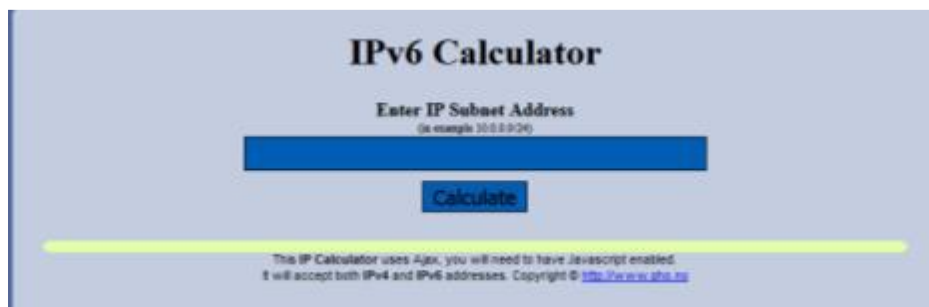 IPv6 Calculator
Enter IP Subnet Address
(in example 10.0.0.0/24)
Calculate
This IP Calculator uses Ajax, you will need to have Javascript enabled.
It will accept both IPv4 and IPv6 addresses. Copyright ©